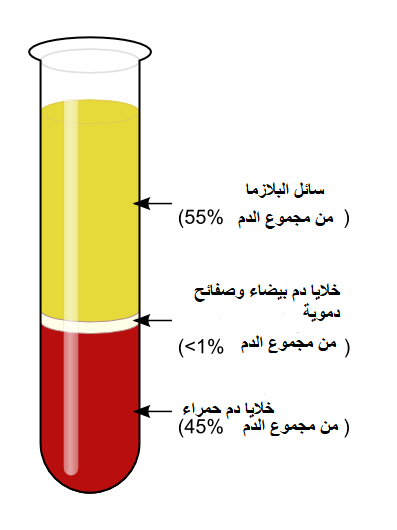 سائل البلازما
(55% من مجموع الدم )
خلايا دم بيضاء وصفائح
دموية
(<1% من مجموع الدم )
خلايا دم حمراء
(45% من مجموع الدم )